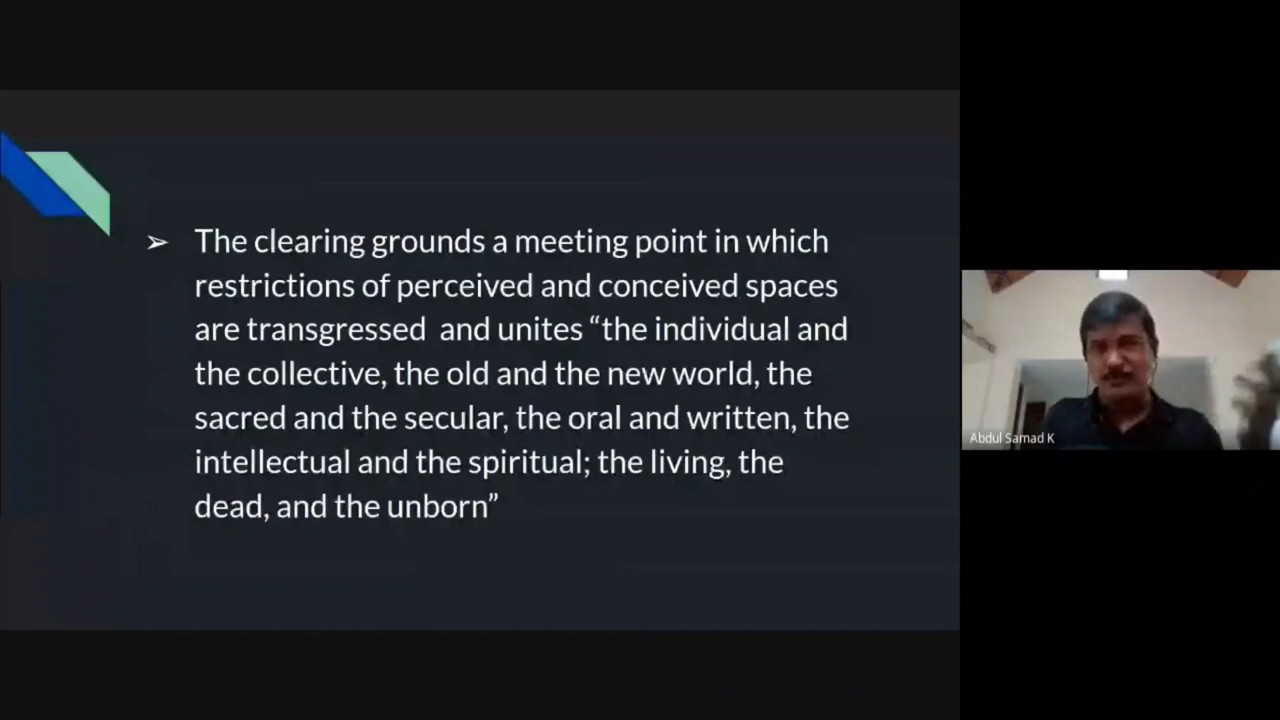 ➢ The clearing grounds a meeting point in which
restrictions of perceived and conceived spaces
are transgressed  and unites “the individual and
the collective, the old and the new world, the
sacred and the secular, the oral and written, the
intellectual and the spiritual; the living, the
dead, and the unborn”
Abdul Samad K